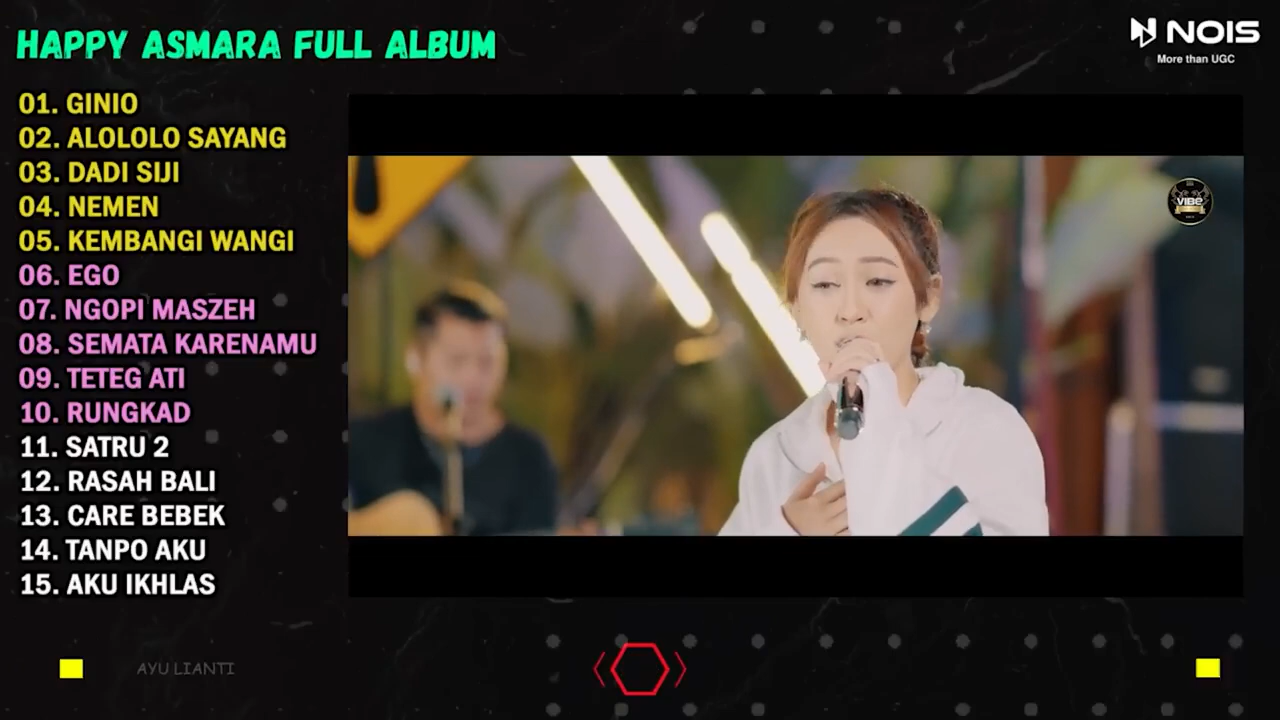 HAPPY ASMARA FULL ALBUM
NOIS
More than UGC
01. GINIO
02. ALOLOLO SAYANG
03. DADI SIJI
04. NEMEN
05. KEMBANGI WANGI
06. EGO
07. NGOPI MASZEH
08. SEMATA KARENAMU
09. TETEG ATI
10. RUNGKAD
11. SATRU 2
12. RASAH BALI
13. CARE BEBEK
14. TANPO AKU
15. AKU IKHLAS
VIBE
AYU LIANTI